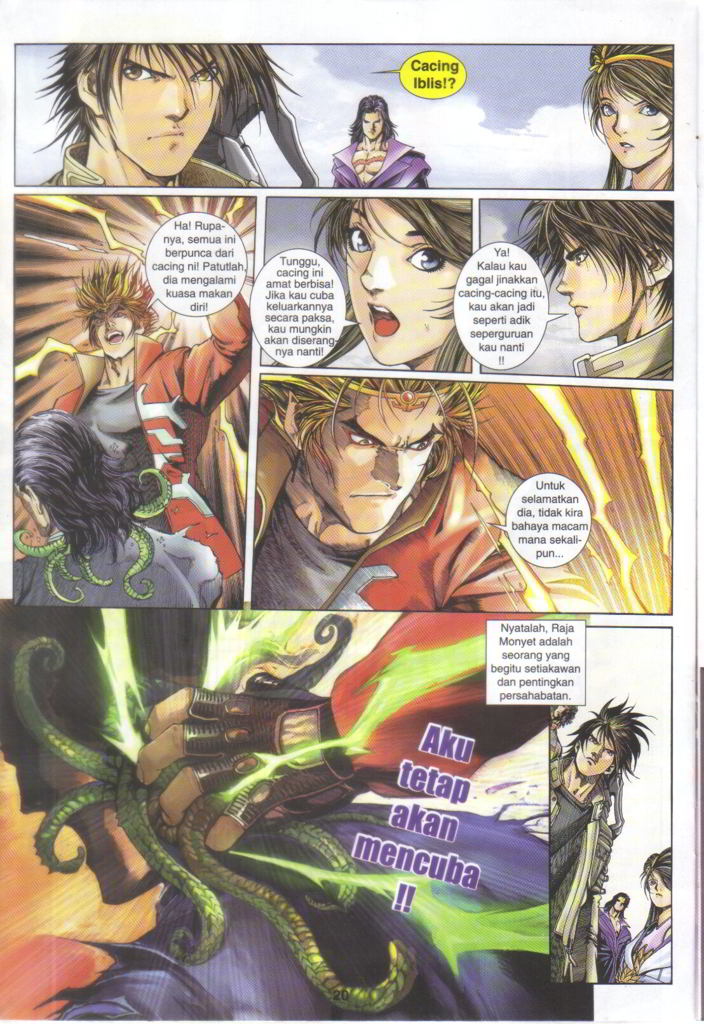 Cacing
Iblis!?
Ha! Rupa-
nya, semua ini
berpunca dari
cacing ni! Patutlah,
dia mengalami
kuasa makan
diri!
Tunggu,
cacing ini
amat berbisa!
Jika kau cuba
keluarkannya
secara paksa,
kau mungkin
akan diserang-
nya nanti!
Ya!
Kalau kau
gagal jinakkan
cacing-cacing itu,
kau akan jadi
seperti adik
seperguruan
kau nanti
!!
Untuk
selamatkan
dia, tidak kira
bahaya macam
mana sekali-
pun...
Nyatalah, Raja
Monyet adalah
seorang yang
begitu setiakawan
dan pentingkan
persahabatan.
Aku
tetap
akan
mencuba
!!
20